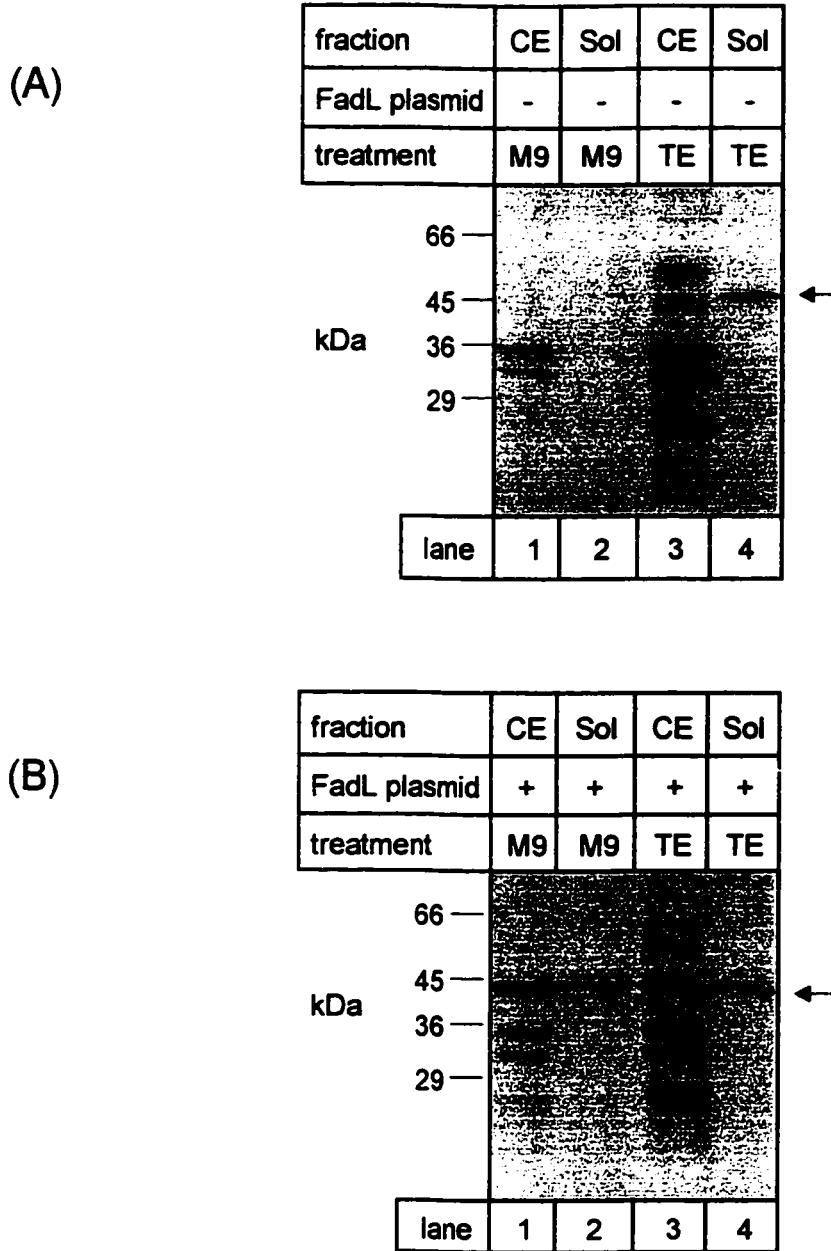 (A)
fraction CE Sol CE Sol
FadL plasmid - - - -
treatment M9 M9 TE TE
66
45
kDa
36
29
lane 1 2 3 4
(B)
fraction CE Sol CE Sol
FadL plasmid + + + +
treatment M9 M9 TE TE
66
45
kDa
36
29
lane 1 2 3 4